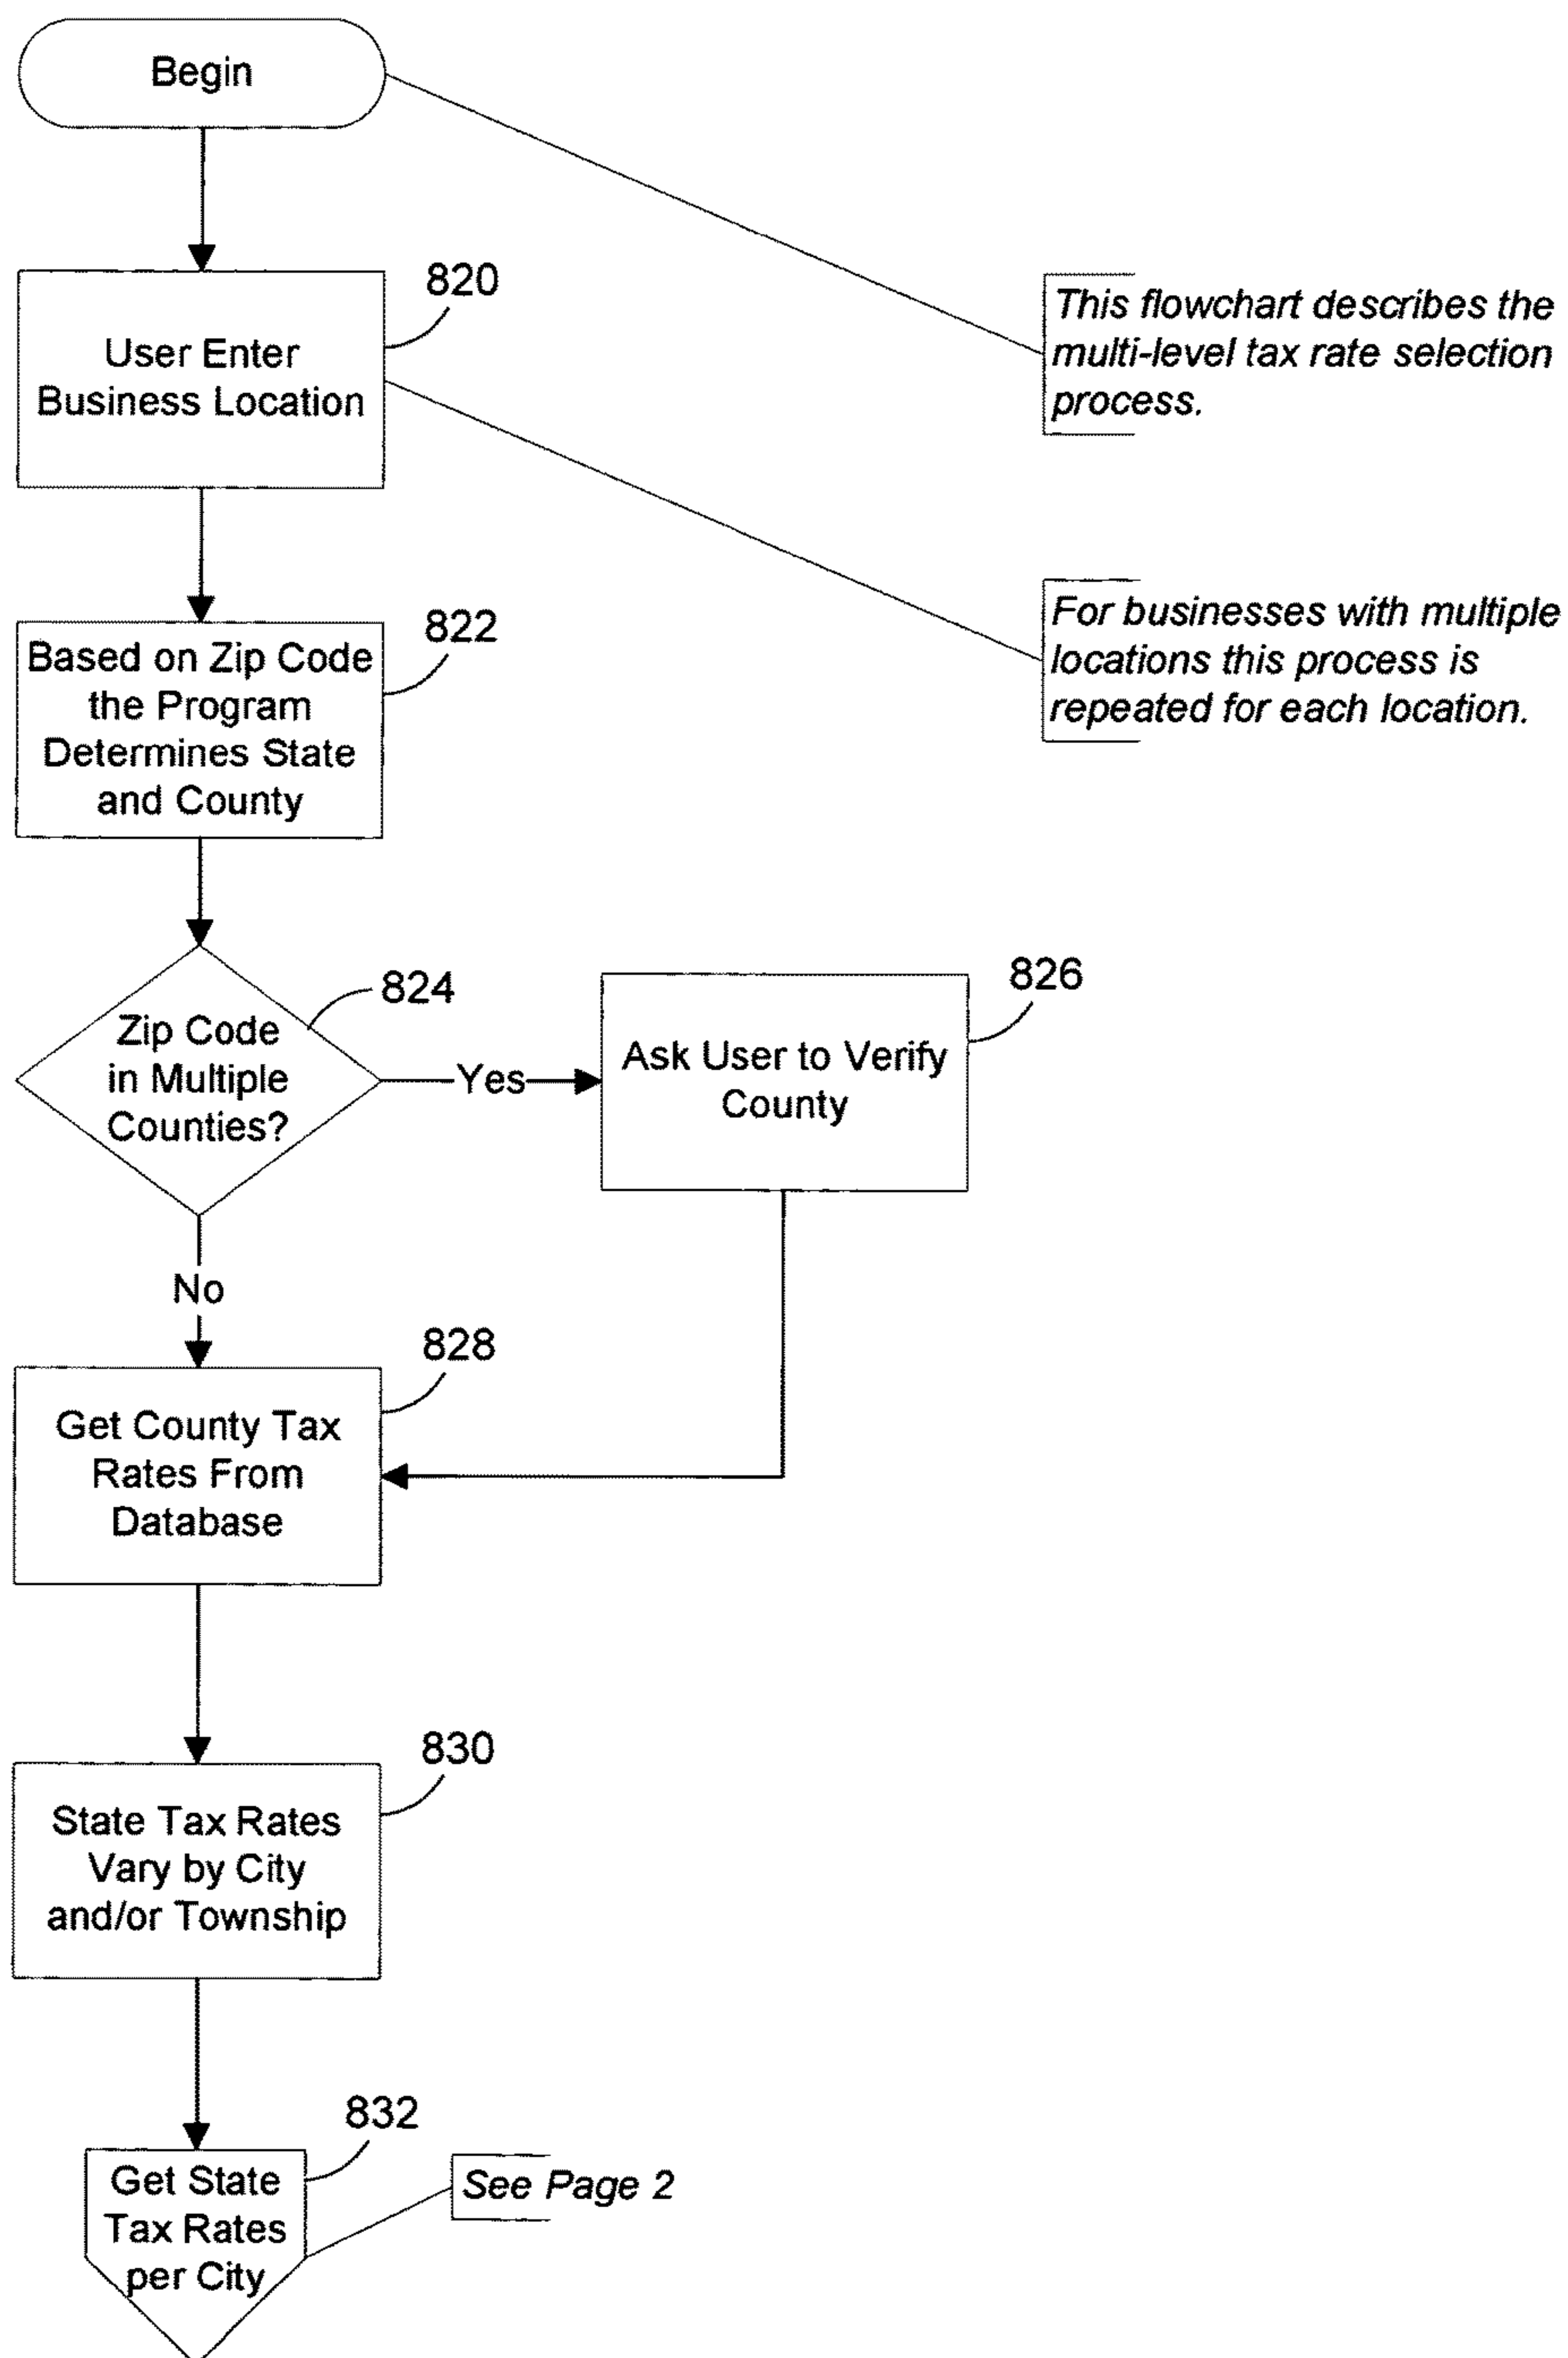 Begin
820
User Enter
Business Location
This flowchart describes the
multi-level tax rate selection
process.
For businesses with multiple
locations this process is
repeated for each location.
822
Based on Zip Code
the Program
Determines State
and County
824
Zip Code
in Multiple
Counties?
Yes
826
Ask User to Verify
County
No
828
Get County Tax
Rates From
Database
830
State Tax Rates
Vary by City
and/or Township
832
Get State
Tax Rates
per City
See Page 2